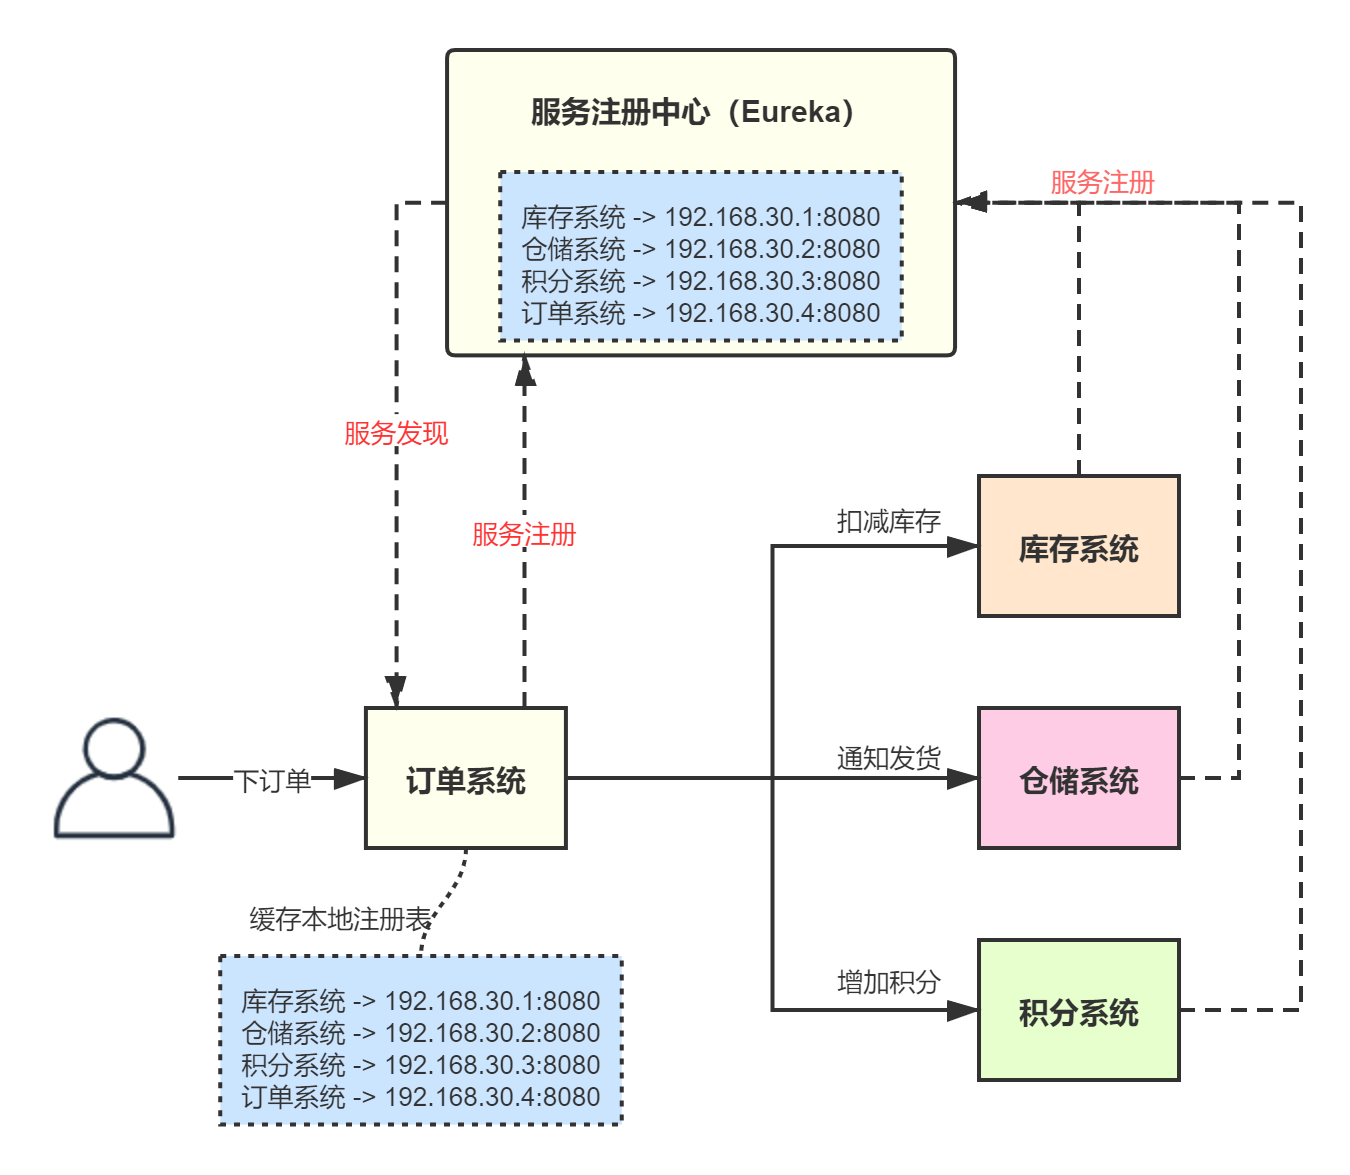 服务注册中心（Eureka）
库存系统 -> 192.168.30.1:8080
仓储系统 -> 192.168.30.2:8080
积分系统 -> 192.168.30.3:8080
订单系统 -> 192.168.30.4:8080
服务注册
服务发现
服务注册
扣减库存
库存系统
下订单
订单系统
通知发货
仓储系统
缓存本地注册表
增加积分
积分系统
库存系统 -> 192.168.30.1:8080
仓储系统 -> 192.168.30.2:8080
积分系统 -> 192.168.30.3:8080
订单系统 -> 192.168.30.4:8080